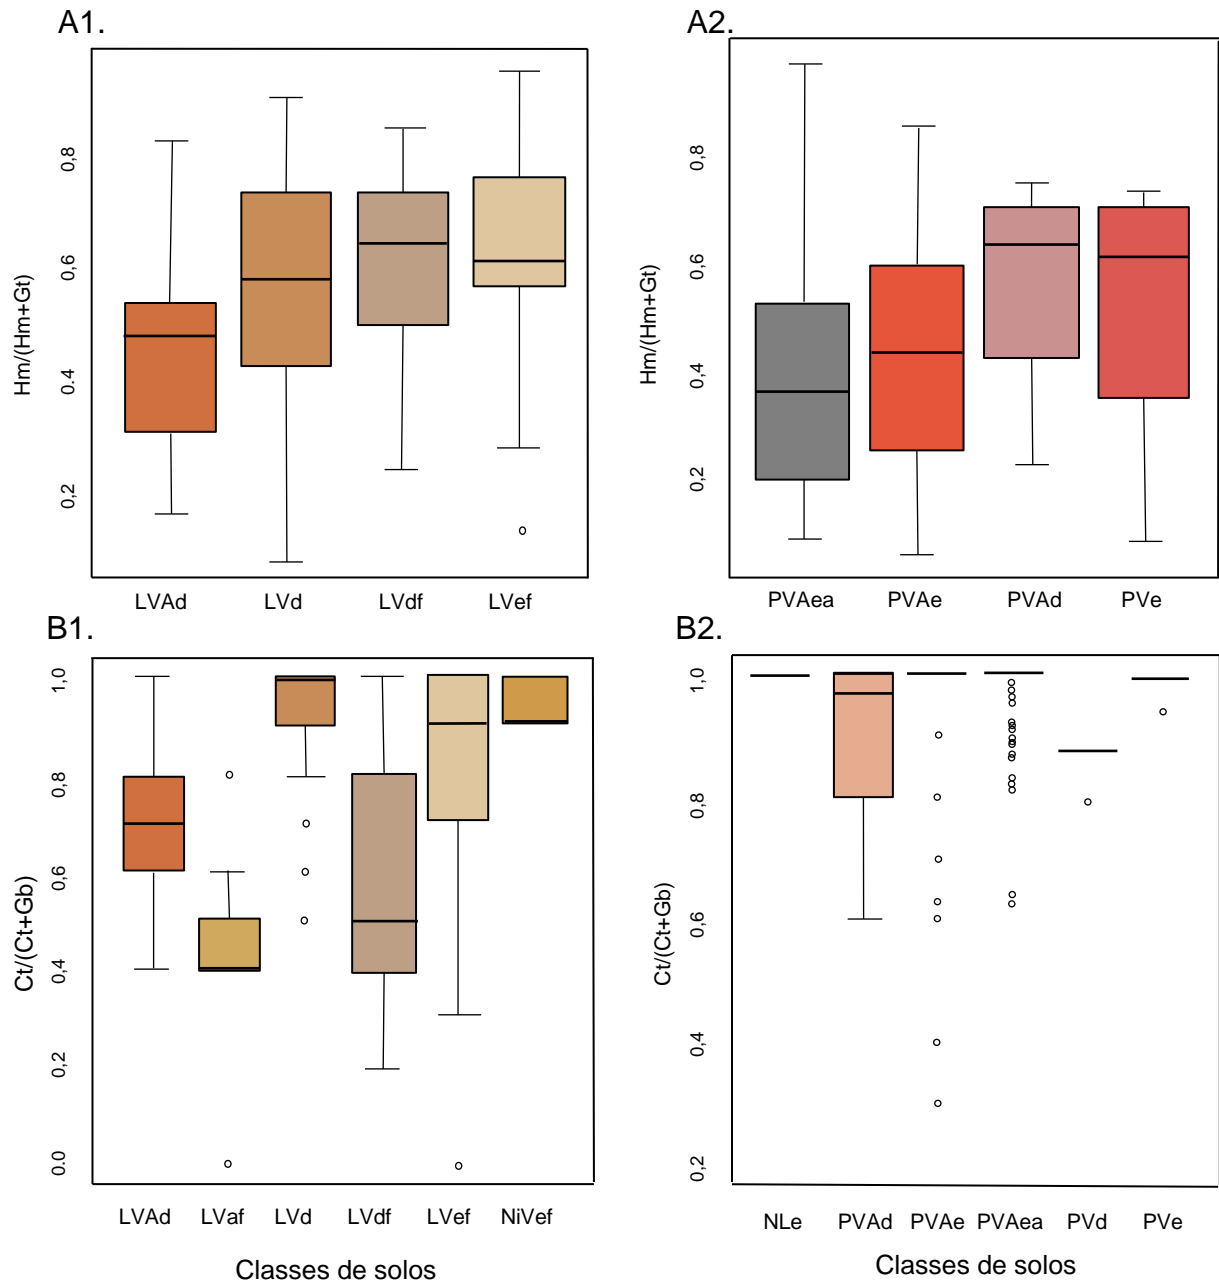 A1.
Hm/(Hm+Gt)
0,8
0,6
0,4
0,2
LVAd LVd LVdf LVef
A2.
Hm/(Hm+Gt)
0,8
0,6
0,4
0,2
PVAea PVAe PVAd PVe
B1.
Ct/(Ct+Gb)
1,0
0,8
0,6
0,4
0,2
0.0
LVAd LVaf LVd LVdf LVef NiVef
Classes de solos
B2.
Ct/(Ct+Gb)
1,0
0,8
0,6
0,4
0,2
NLe PVAd PVAe PVAea PVd PVe
Classes de solos